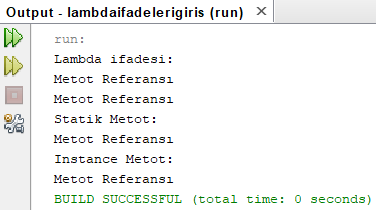 Output - lambdaifadelerigiris (run)
run:
Lambda ifadesi:
Metot Referansı
Metot Referansı
Statik Metot:
Metot Referansı
Instance Metot:
Metot Referansı
BUILD SUCCESSFUL (total time: 0 seconds)